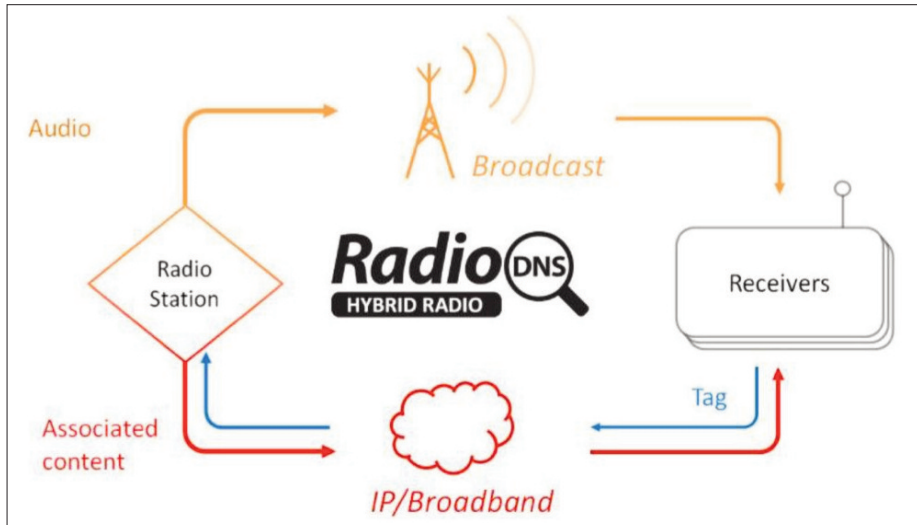 Audio
Broadcast
Radio
Station
Radio DNS
HYBRID RADIO
Receivers
Tag
Associated
content
IP/Broadband